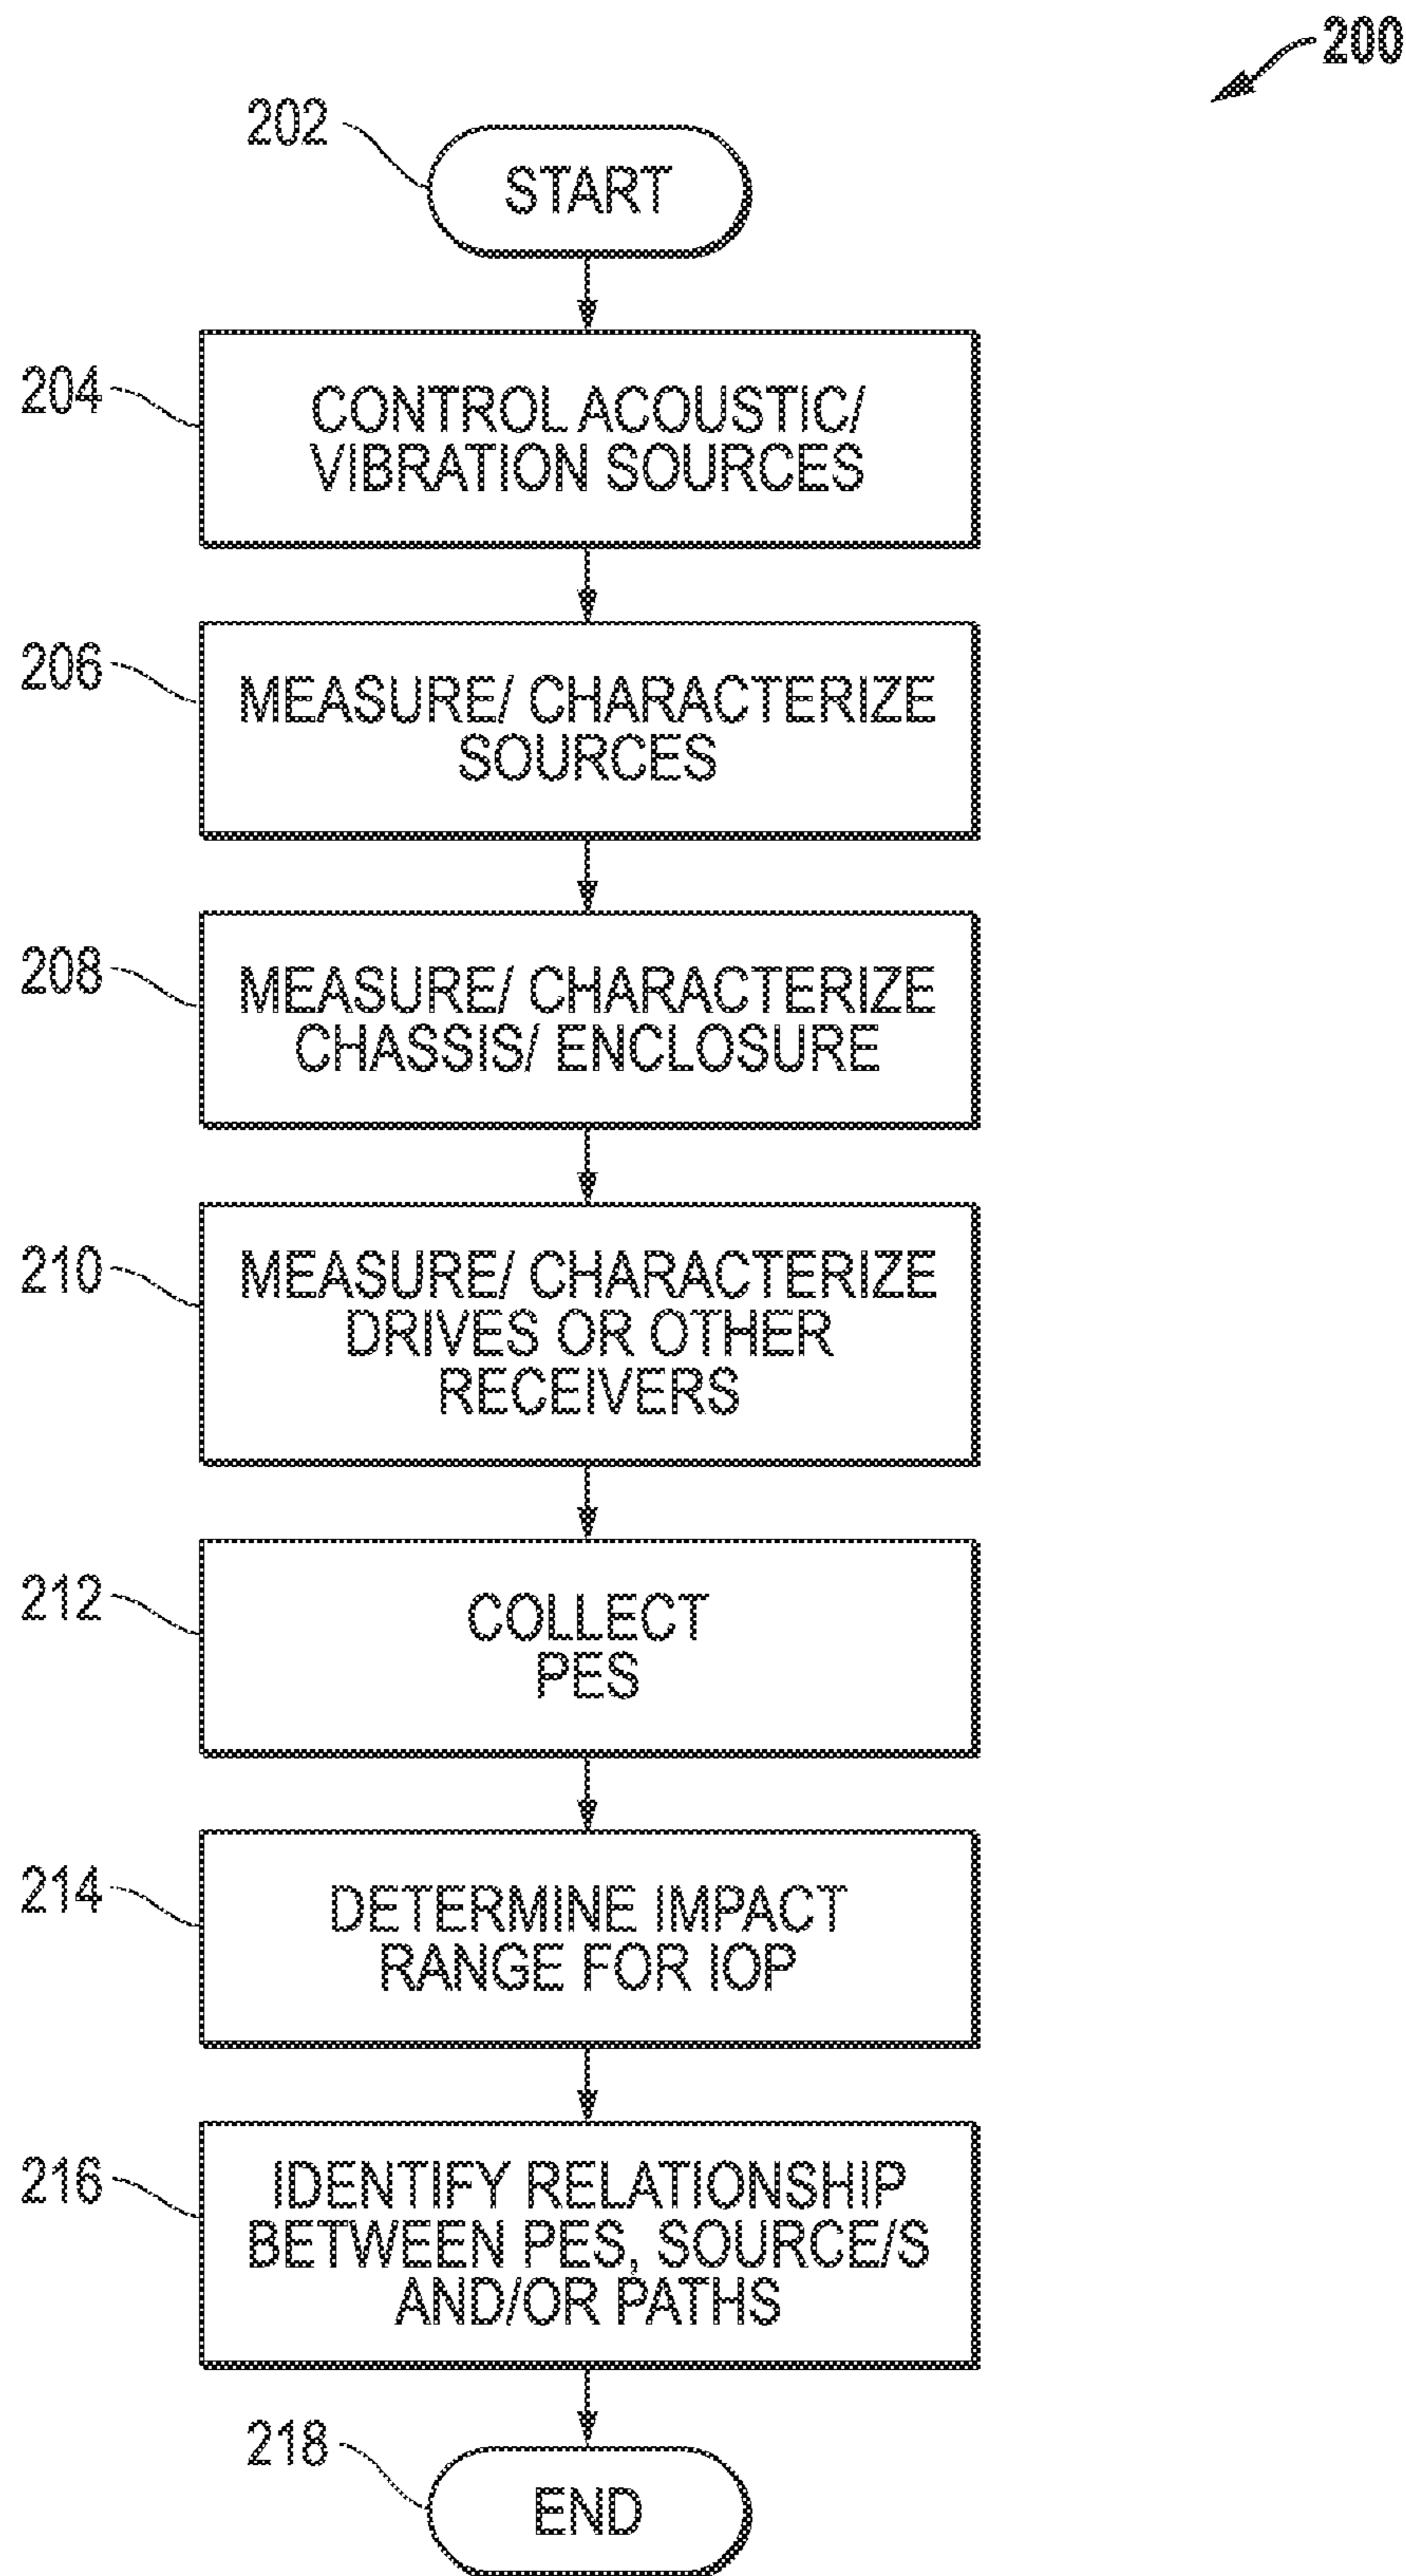 200
202
START
204
CONTROL ACOUSTIC/
VIBRATION SOURCES
206
MEASURE/ CHARACTERIZE
SOURCES
208
MEASURE/ CHARACTERIZE
CHASSIS/ ENCLOSURE
210
MEASURE/ CHARACTERIZE
DRIVES OR OTHER
RECEIVERS
212
COLLECT
PES
214
DETERMINE IMPACT
RANGE FOR IOP
216
IDENTIFY RELATIONSHIP
BETWEEN PES, SOURCE/S
AND/OR PATHS
218
END